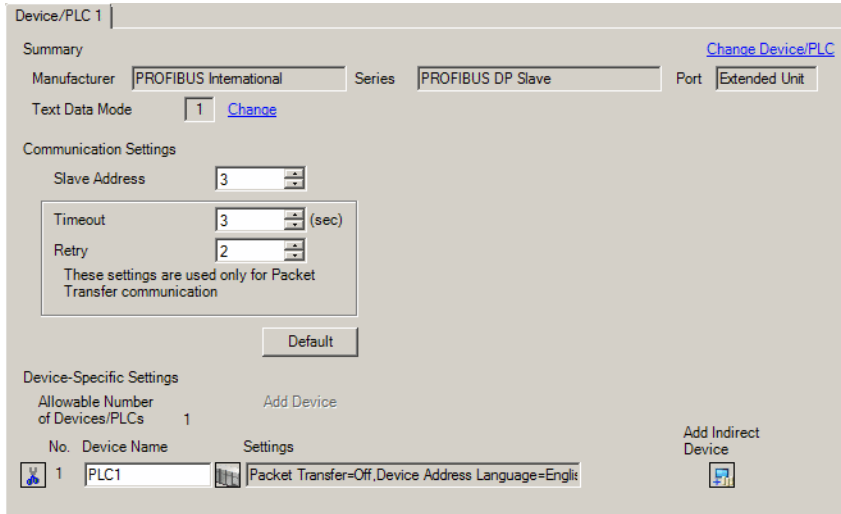 Device/PLC 1
Summary
Change Device/PLC
Manufacturer PROFIBUS International Series PROFIBUS DP Slave Port Extended Unit
Text Data Mode 1 Change
Communication Settings
Slave Address 3
Timeout 3 (sec)
Retry 2
These settings are used only for Packet
Transfer communication
Default
Device-Specific Settings
Allowable Number
of Devices/PLCs 1
Add Device
Add Indirect
Device
No. Device Name Settings
1 PLC1 Packet Transfer=Off,Device Address Language=Englis